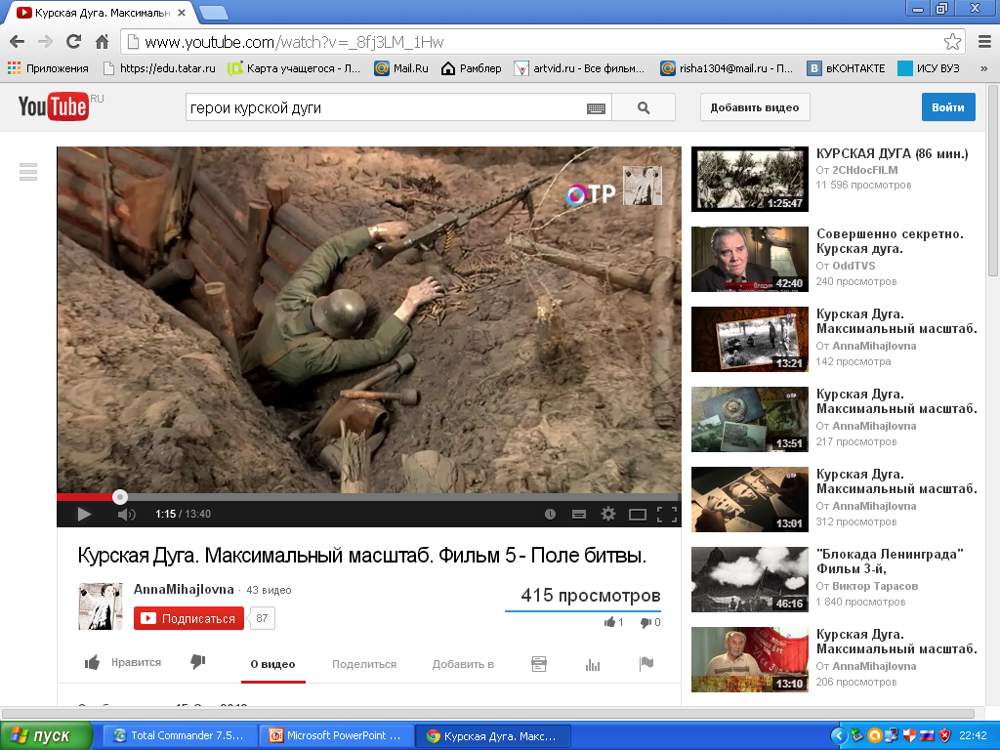 Курская Дуга. Максимальн
www.youtube.com/watch?v=_8fj3LM_1Hw
Приложения
https://edu.tatar.ru
Карта учащегося - Л...
Mail.Ru
Рамблер
artvid.ru - Все фильм...
risha1304@mail.ru - П...
вКОНТАКТЕ
ИСУ ВУЗ
»
YouTube RU
герои курской дуги
Добавить видео
Войти
ОТР
1:15 / 13:40
Курская Дуга. Максимальный масштаб. Фильм 5 - Поле битвы.
AnnaMihajlovna · 43 видео
Подписаться
87
415 просмотров
1
0
Нравится
О видео
Поделиться
Добавить в
1:25:47
КУРСКАЯ ДУГА (86 мин.)
От 2CHdocFILM
11 596 просмотров
42:40
Совершенно секретно.
Курская дуга.
От OddTVS
240 просмотров
13:21
Курская Дуга.
Максимальный масштаб.
От AnnaMihajlovna
142 просмотра
13:51
Курская Дуга.
Максимальный масштаб.
От AnnaMihajlovna
217 просмотров
13:01
Курская Дуга.
Максимальный масштаб.
От AnnaMihajlovna
312 просмотров
46:16
"Блокада Ленинграда"
Фильм 3-й,
От Виктор Тарасов
1 840 просмотров
13:10
Курская Дуга.
Максимальный масштаб.
От AnnaMihajlovna
206 просмотров
пуск
Total Commander 7.5...
Microsoft PowerPoint ...
Курская Дуга. Макс...
22:42